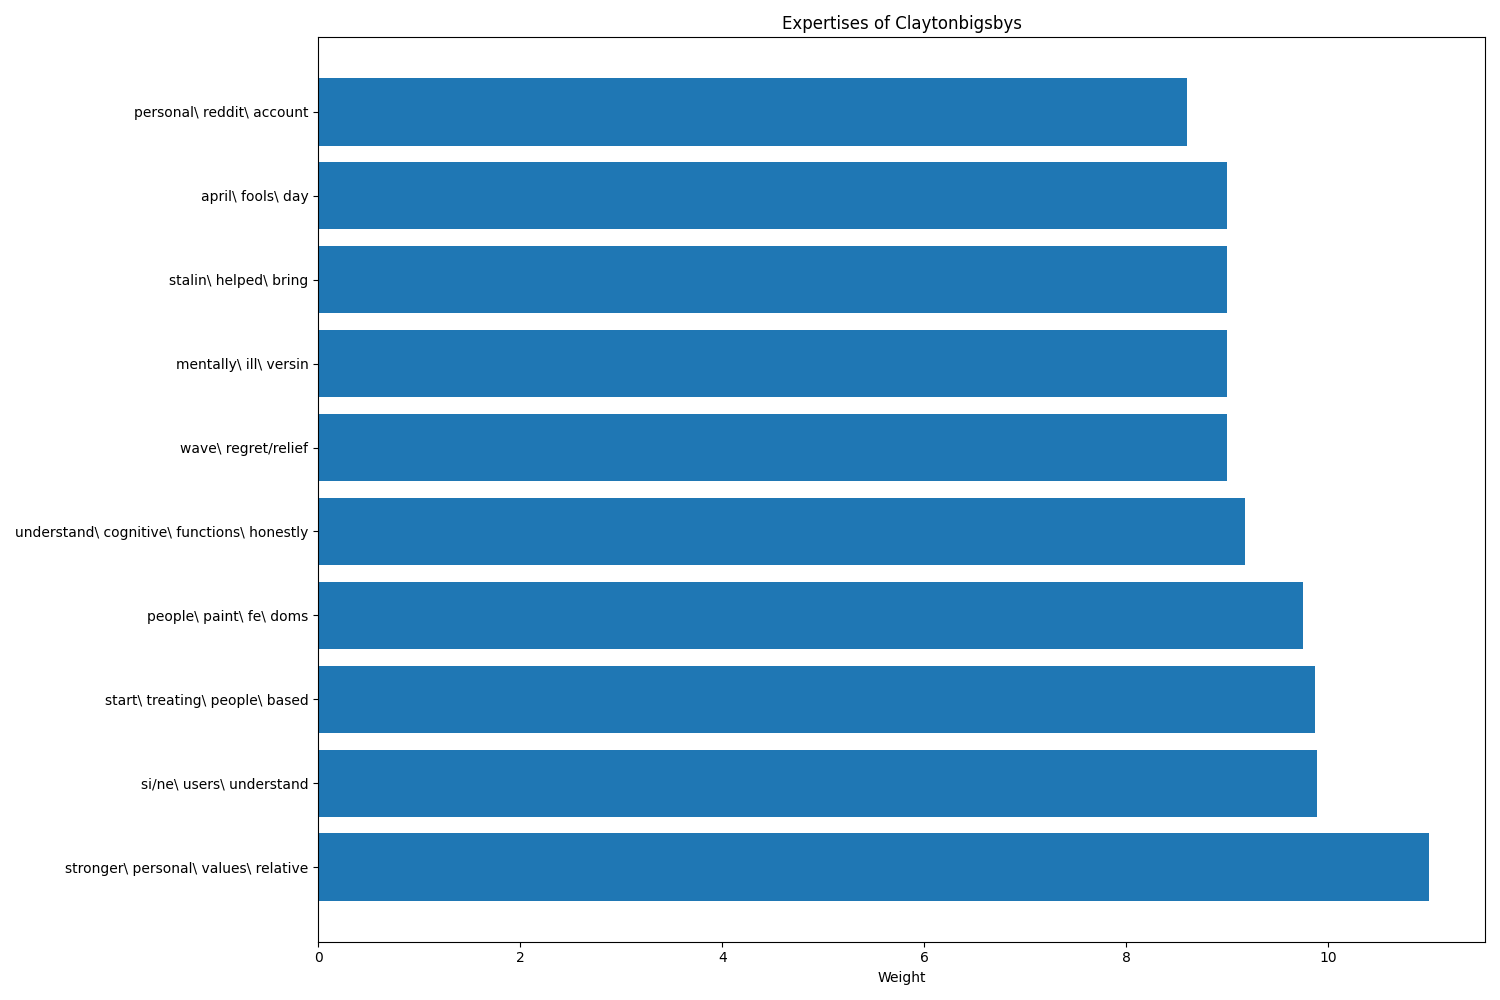 Expertises of Claytonbigsbys
personal\ reddit\ account
april\ fools\ day
stalin\ helped\ bring
mentally\ ill\ versin
wave\ regret/relief
understand\ cognitive\ functions\ honestly
people\ paint\ fe\ doms
start\ treating\ people\ based
si/ne\ users\ understand
stronger\ personal\ values\ relative
0 2 4 6 8 10
Weight